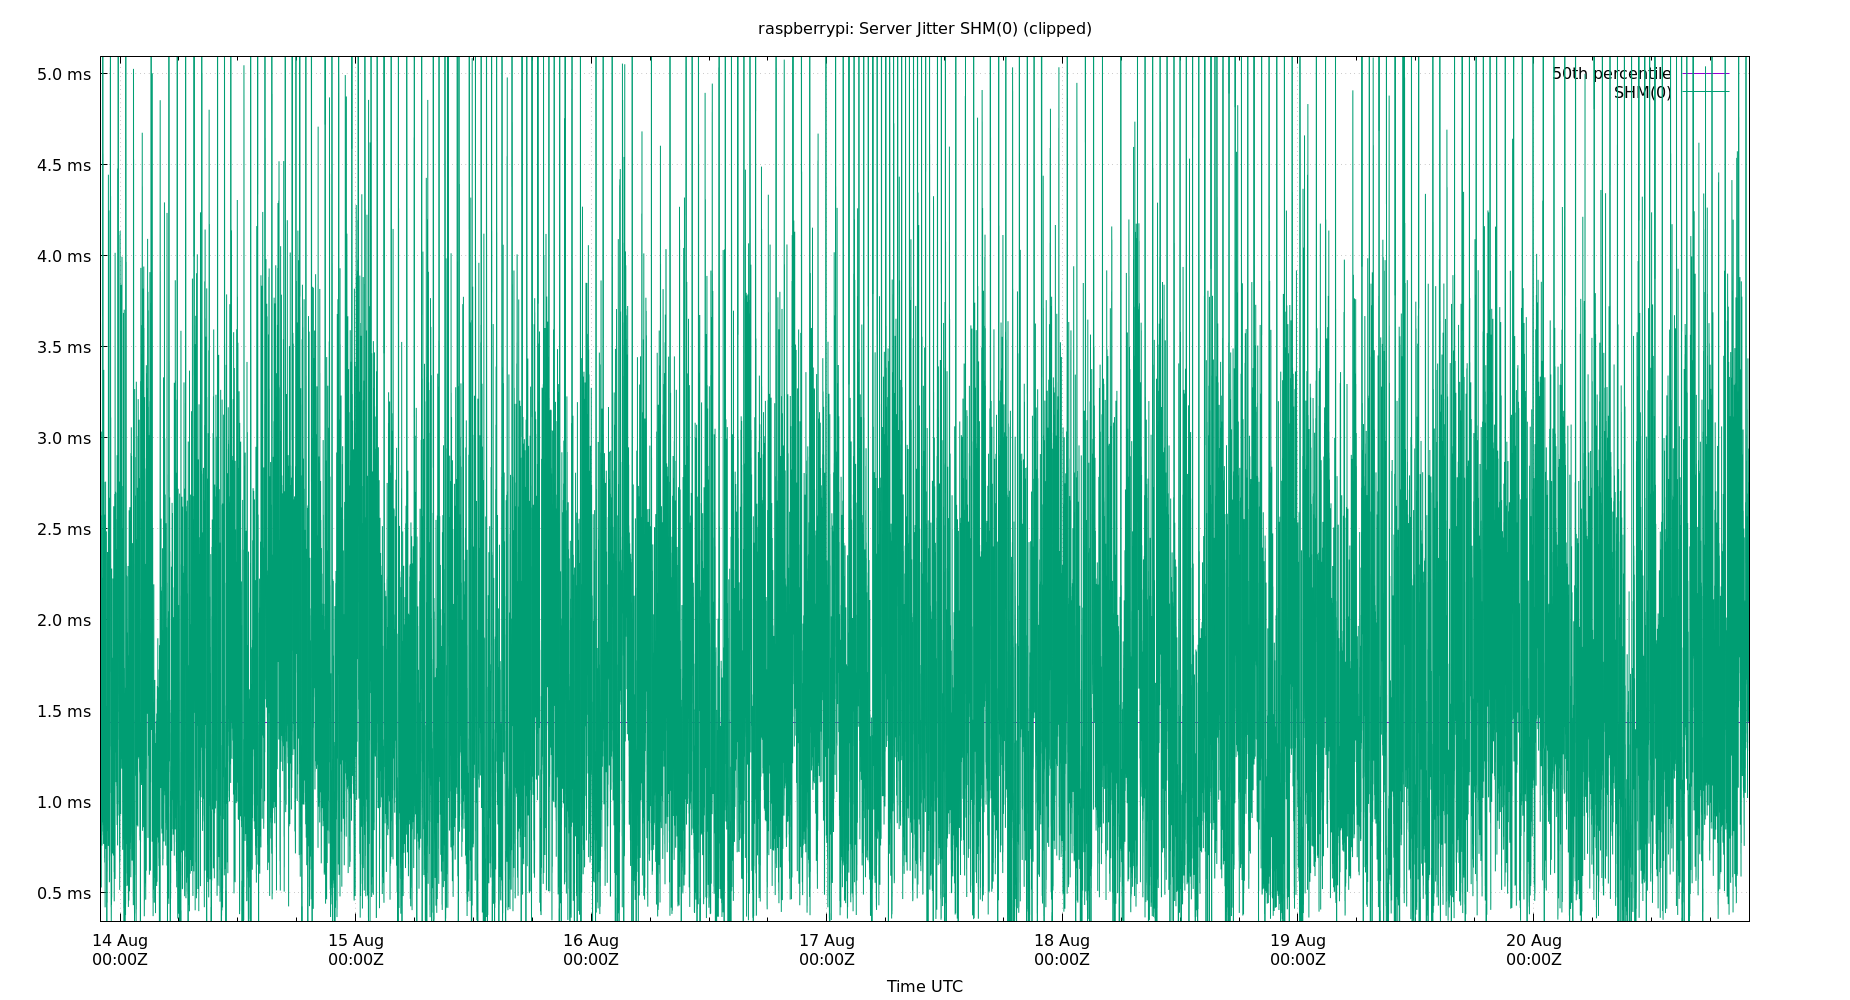 raspberrypi: Server Jitter SHM(0) (clipped)
50th percentile
SHM(0)
5.0 ms
4.5 ms
4.0 ms
3.5 ms
3.0 ms
2.5 ms
2.0 ms
1.5 ms
1.0 ms
0.5 ms
14 Aug 15 Aug 16 Aug 17 Aug 18 Aug 19 Aug 20 Aug
00:00Z 00:00Z 00:00Z 00:00Z 00:00Z 00:00Z 00:00Z
Time UTC